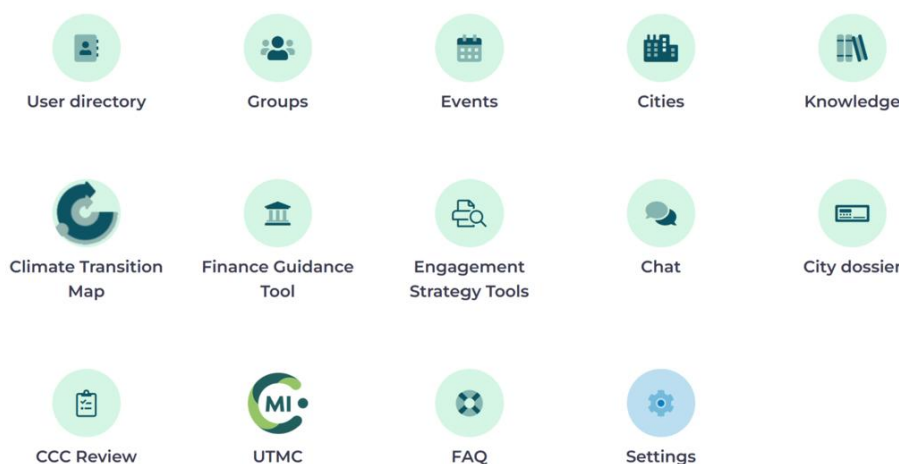 User directory
Groups
Events
Cities
Knowledge
Climate Transition
Map
Finance Guidance
Tool
Engagement
Strategy Tools
Chat
City dossier
CCC Review
MI
UTMC
FAQ
Settings